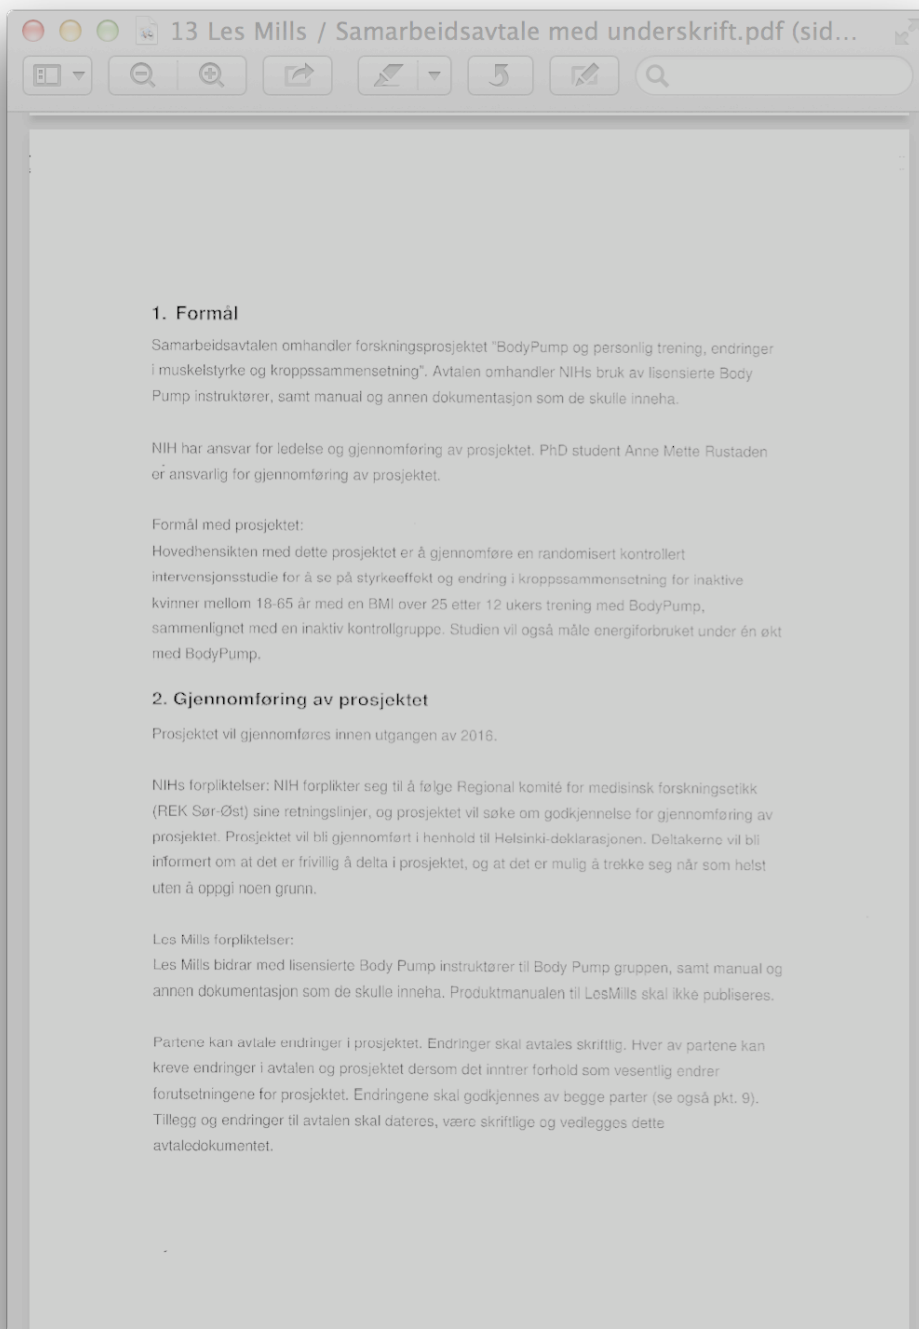 13 Les Mills / Samarbeidsavtale med underskrift.pdf (sid...
1. Formål
Samarbeidsavtalen omhandler forskningsprosjektet "BodyPump og personlig trening, endringer
i muskelstyrke og kroppssammensetning". Avtalen omhandler NIHs bruk av lisensierte Body
Pump instruktører, samt manual og annen dokumentasjon som de skulle inneha.
NIH har ansvar for ledelse og gjennomføring av prosjektet. PhD student Anne Mette Rustaden
er ansvarlig for gjennomføring av prosjektet.
Formål med prosjektet:
Hovedhensikten med dette prosjektet er å gjennomføre en randomisert kontrollert
intervensjonsstudie for å se på styrkeeffekt og endring i kroppssammensetning for inaktive
kvinner mellom 18-65 år med en BMI over 25 etter 12 ukers trening med BodyPump,
sammenlignet med en inaktiv kontrollgruppe. Studien vil også måle energiforbruket under én økt
med BodyPump.
2. Gjennomføring av prosjektet
Prosjektet vil gjennomføres innen utgangen av 2016.
NIHs forpliktelser: NIH forplikter seg til å følge Regional komité for medisinsk forskningsetikk
(REK Sør-Øst) sine retningslinjer, og prosjektet vil søke om godkjennelse for gjennomføring av
prosjektet. Prosjektet vil bli gjennomført i henhold til Helsinki-deklarasjonen. Deltakerne vil bli
informert om at det er frivillig å delta i prosjektet, og at det er mulig å trekke seg når som helst
uten å oppgi noen grunn.
Les Mills forpliktelser:
Les Mills bidrar med lisensierte Body Pump instruktører til Body Pump gruppen, samt manual og
annen dokumentasjon som de skulle inneha. Produktmanualen til LesMills skal ikke publiseres.
Partene kan avtale endringer i prosjektet. Endringer skal avtales skriftlig. Hver av partene kan
kreve endringer i avtalen og prosjektet dersom det inntrer forhold som vesentlig endrer
forutsetningene for prosjektet. Endringene skal godkjennes av begge parter (se også pkt. 9).
Tillegg og endringer til avtalen skal dateres, være skriftlige og vedlegges dette
avtaledokumentet.